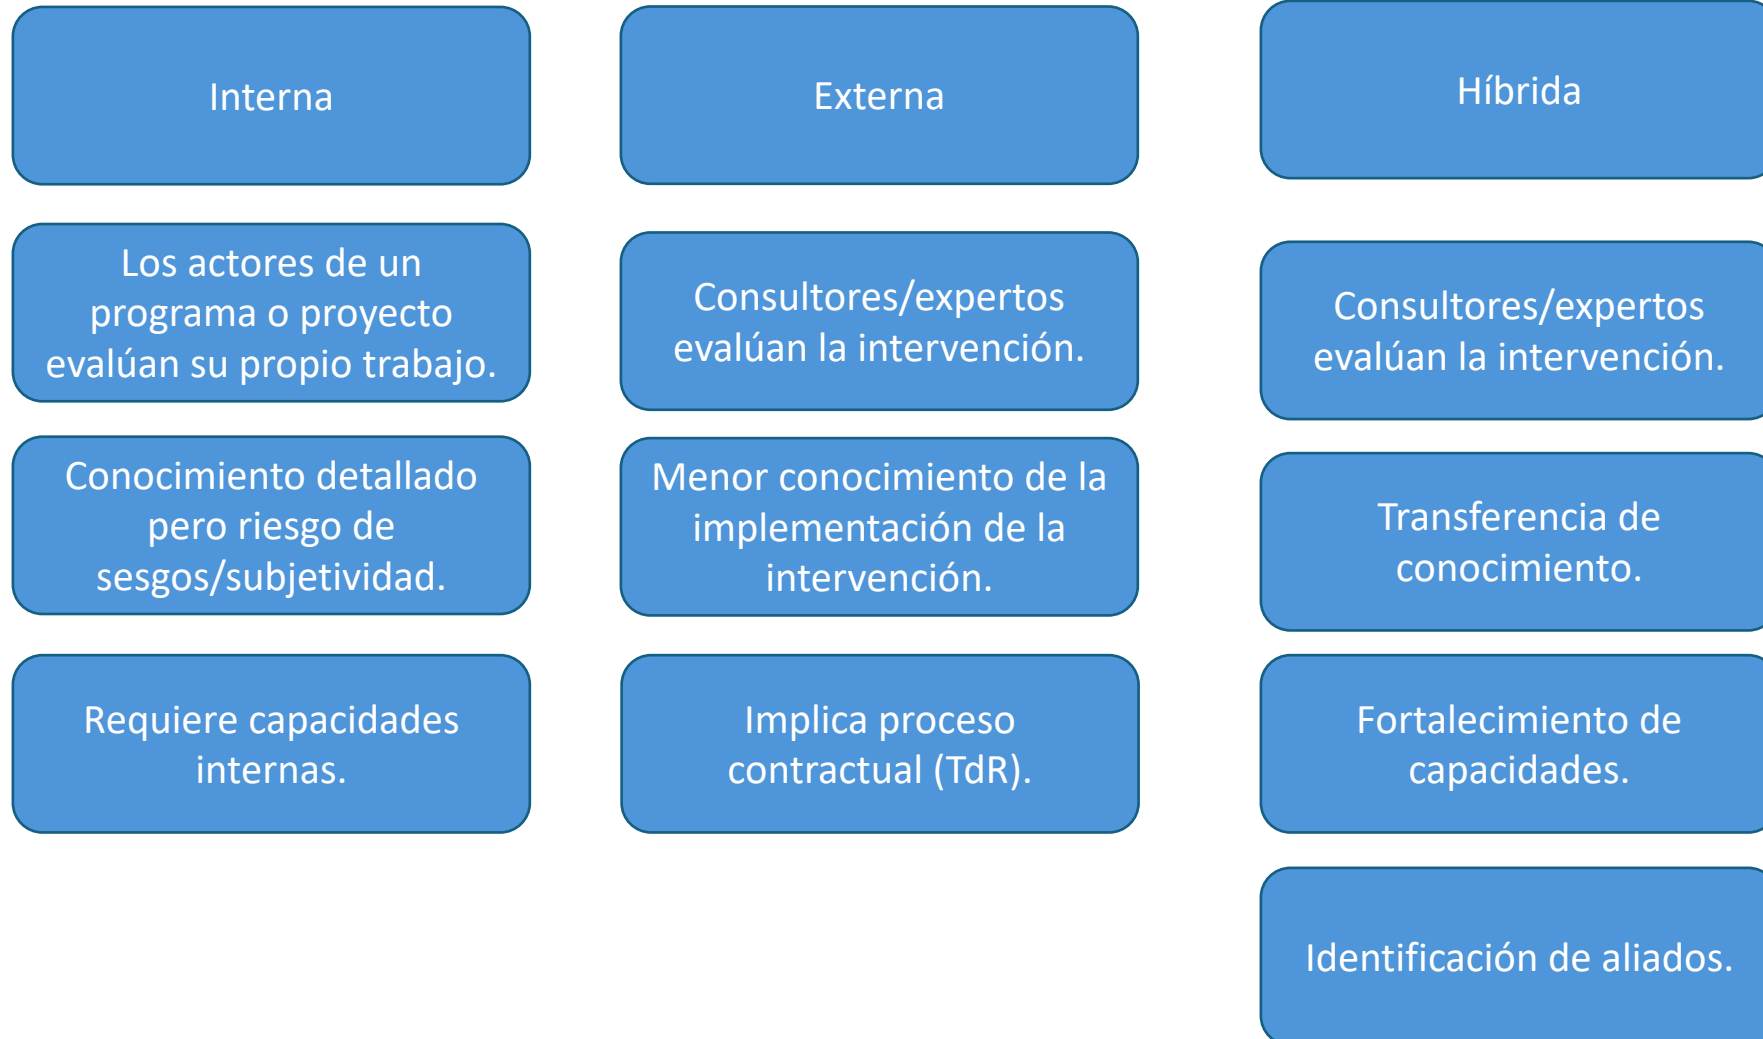 Interna
Los actores de un
programa o proyecto
evalúan su propio trabajo.
Conocimiento detallado
pero riesgo de
sesgos/subjetividad.
Requiere capacidades
internas.
Externa
Consultores/expertos
evalúan la intervención.
Menor conocimiento de la
implementación de la
intervención.
Implica proceso
contractual (TdR).
Híbrida
Consultores/expertos
evalúan la intervención.
Transferencia de
conocimiento.
Fortalecimiento de
capacidades.
Identificación de aliados.